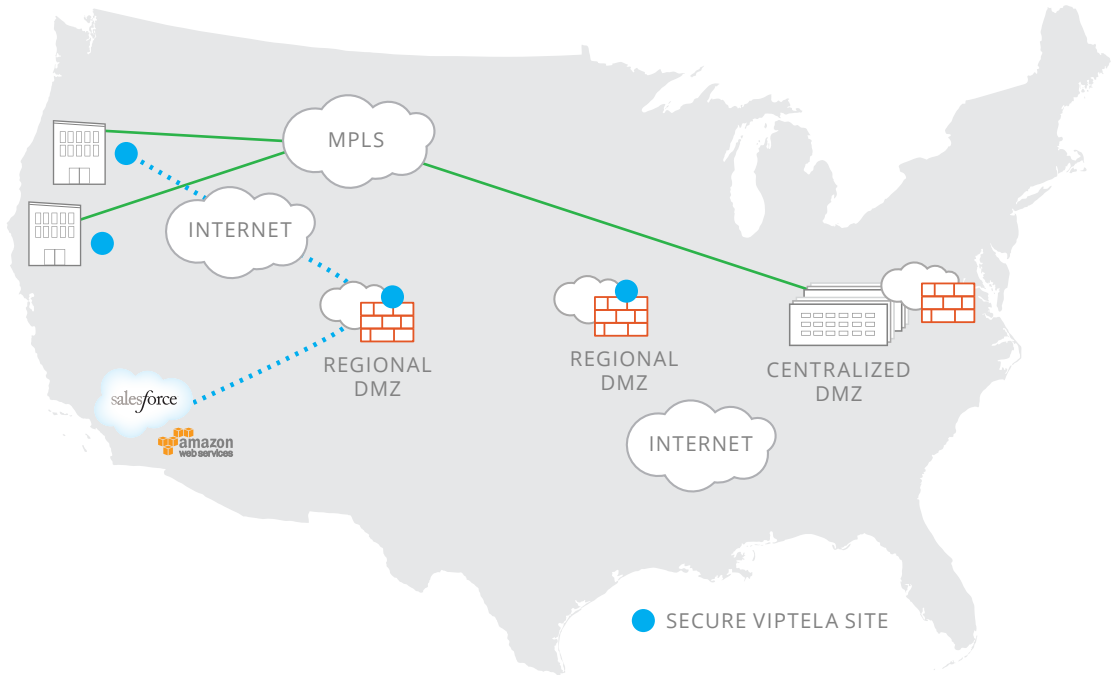 MPLS
INTERNET
REGIONAL
DMZ
REGIONAL
DMZ
CENTRALIZED
DMZ
salesforce
amazon
web services
INTERNET
SECURE VIPTELA SITE